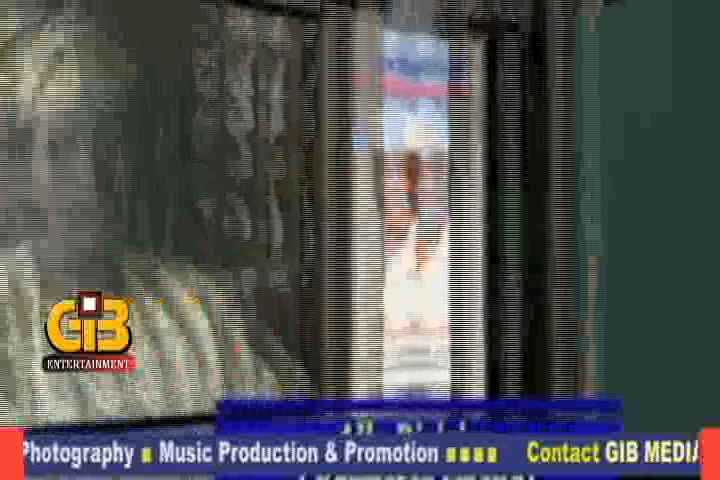 GIB
ENTERTAINMENT
Photography ■ Music Production & Promotion ■■■■ Contact GIB MEDIA